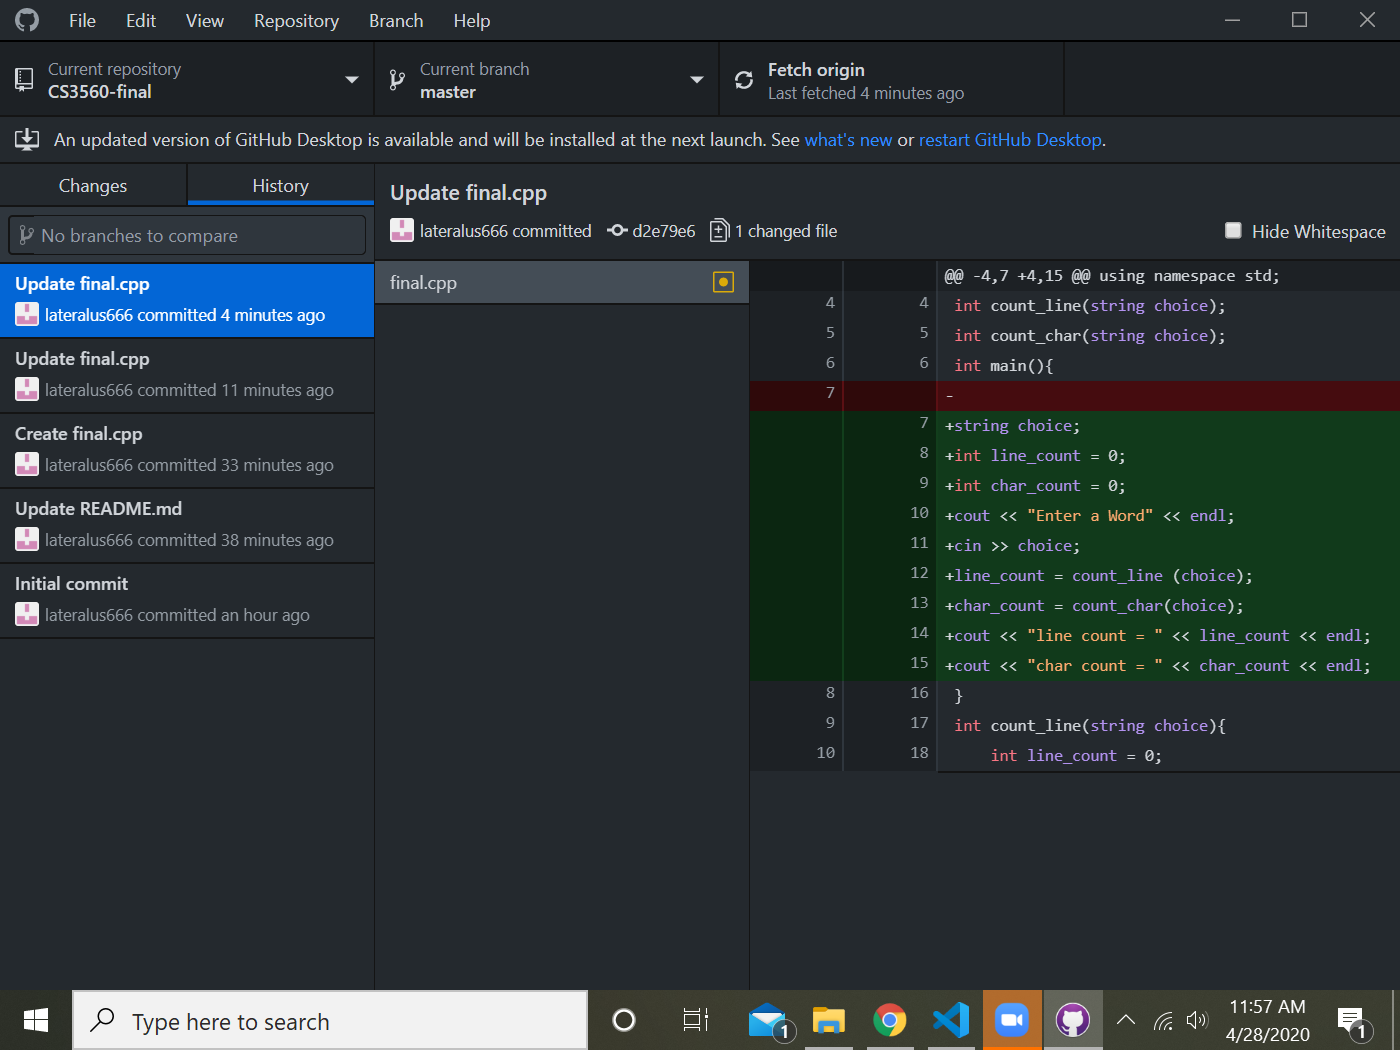 File Edit View Repository Branch Help
Current repository
CS3560-final
Current branch
master
Fetch origin
Last fetched 4 minutes ago
An updated version of GitHub Desktop is available and will be installed at the next launch. See what's new or restart GitHub Desktop.
Changes
History
No branches to compare
Update final.cpp
lateralus666 committed 4 minutes ago
Update final.cpp
lateralus666 committed 11 minutes ago
Create final.cpp
lateralus666 committed 33 minutes ago
Update README.md
lateralus666 committed 38 minutes ago
Initial commit
lateralus666 committed an hour ago
Update final.cpp
lateralus666 committed d2e79e6 1 changed file
Hide Whitespace
final.cpp
@@ -4,7 +4,15 @@ using namespace std;
4 4 int count_line(string choice);
5 5 int count_char(string choice);
6 6 int main(){
7 -
7 +string choice;
8 +int line_count = 0;
9 +int char_count = 0;
10 +cout << "Enter a Word" << endl;
11 +cin >> choice;
12 +line_count = count_line (choice);
13 +char_count = count_char(choice);
14 +cout << "line count = " << line_count << endl;
15 +cout << "char count = " << char_count << endl;
8 16 }
9 17 int count_line(string choice){
10 18 int line_count = 0;
Type here to search
1
11:57 AM
4/28/2020
1